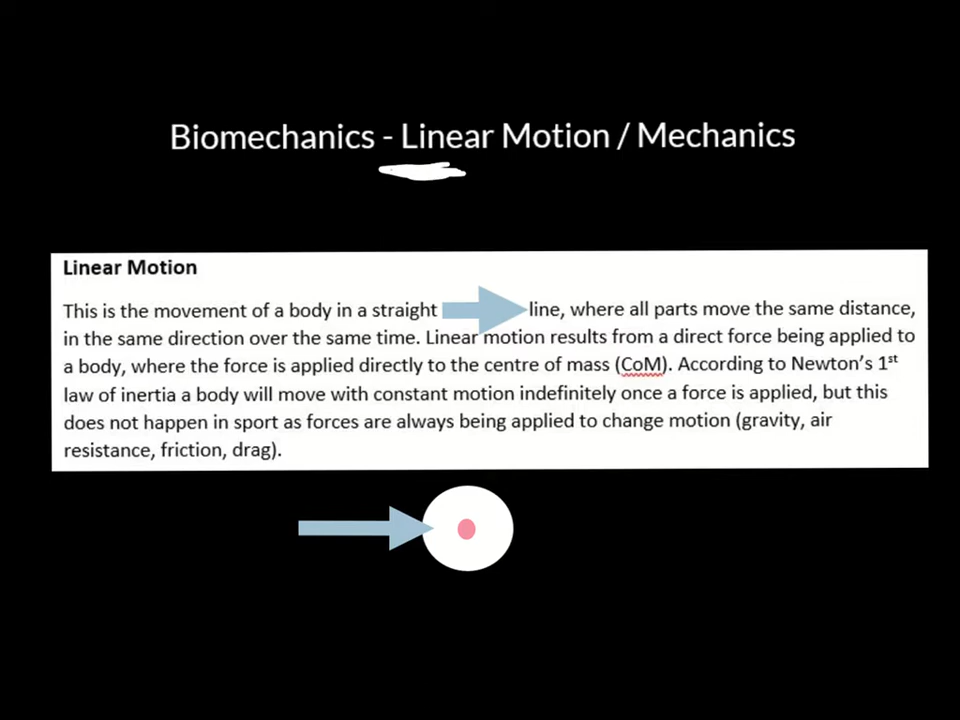 Biomechanics - Linear Motion / Mechanics
Linear Motion
This is the movement of a body in a straight line, where all parts move the same distance,
in the same direction over the same time. Linear motion results from a direct force being applied to
a body, where the force is applied directly to the centre of mass (CoM). According to Newton's 1st
law of inertia a body will move with constant motion indefinitely once a force is applied, but this
does not happen in sport as forces are always being applied to change motion (gravity, air
resistance, friction, drag).